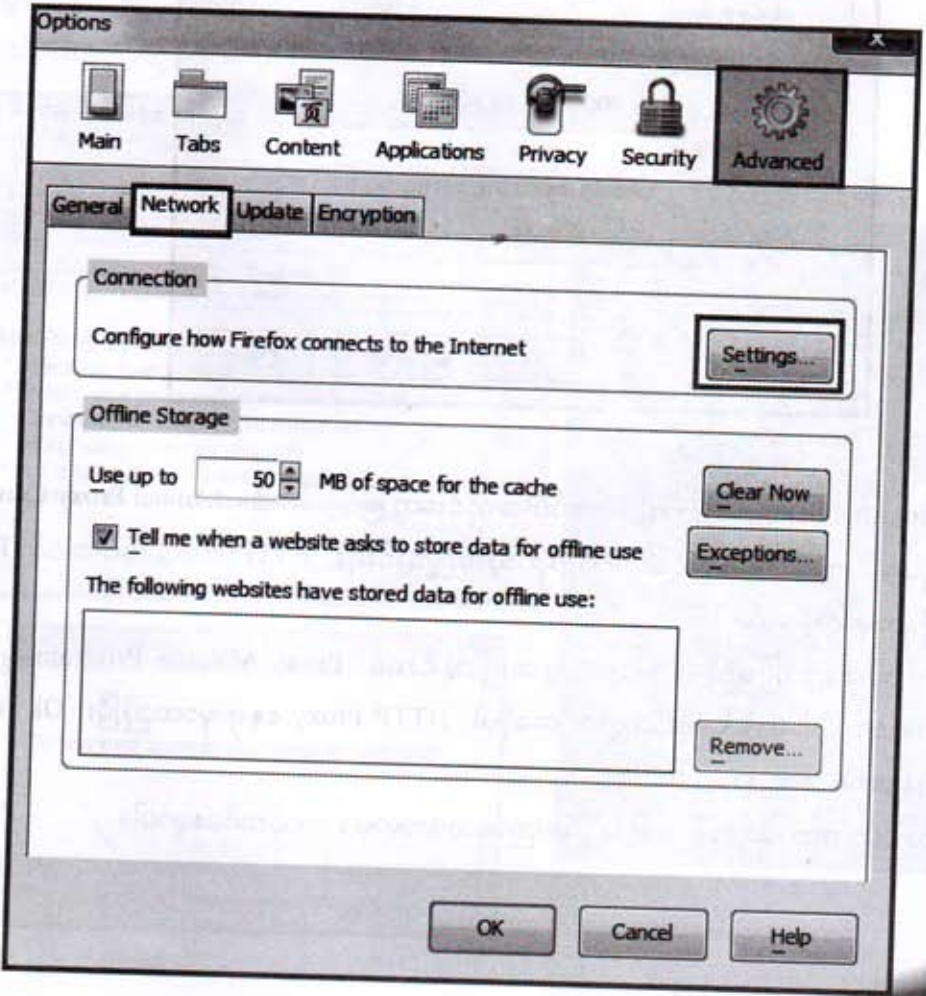 Options
X
Main Tabs Content Applications Privacy Security Advanced
General Network Update Encryption
Connection
Configure how Firefox connects to the Internet
Settings...
Offline Storage
Use up to 50 MB of space for the cache
Clear Now
Tell me when a website asks to store data for offline use
Exceptions...
The following websites have stored data for offline use:
Remove...
HTTP Proxy
OK Cancel Help